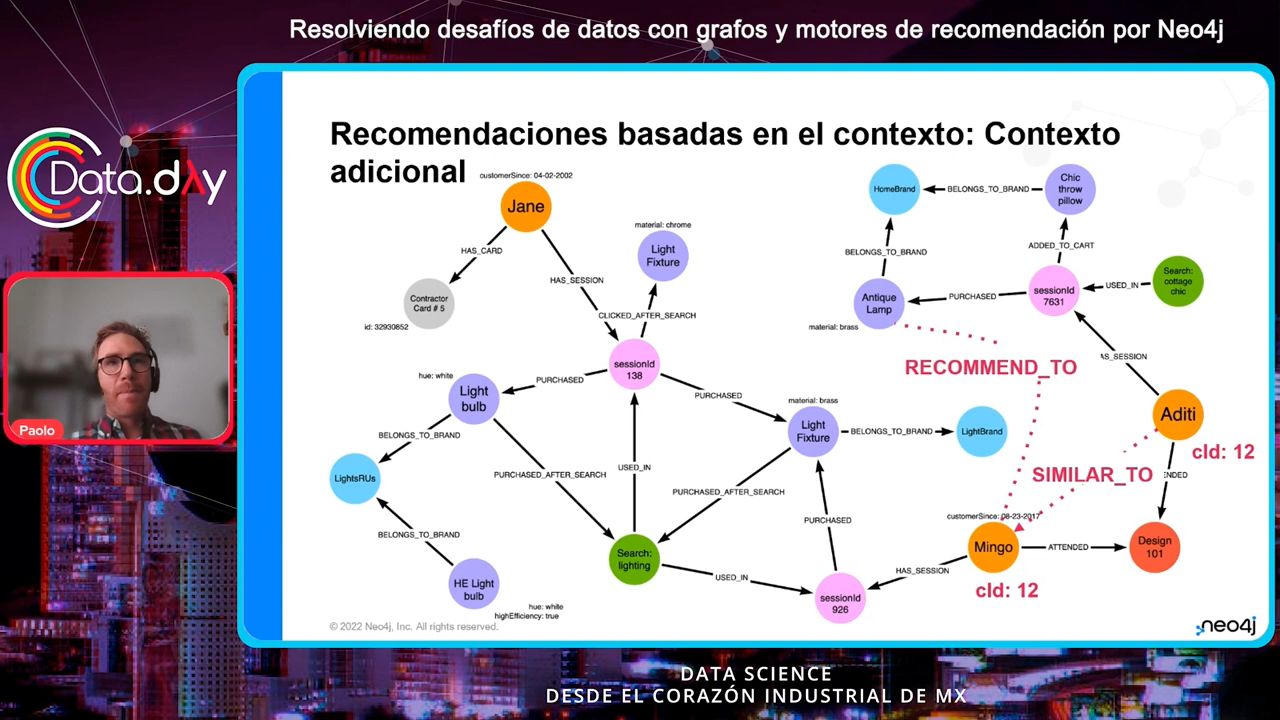 Resolviendo desafíos de datos con grafos y motores de recomendación por Neo4j
Data.dλy
Paolo
Recomendaciones basadas en el contexto: Contexto
adicional
customerSince: 04-02-2002
Jane
HAS_CARD
Contractor
Card # 5
id: 32930852
HAS_SESSION
material: chrome
Light
Fixture
CLICKED_AFTER_SEARCH
sessionId
138
PURCHASED
hue: white
Light
bulb
BELONGS_TO_BRAND
LightsRUs
BELONGS_TO_BRAND
HE Light
bulb
hue: white
highEfficiency: true
PURCHASED_AFTER_SEARCH
USED_IN
Search:
lighting
PURCHASED
material: brass
Light
Fixture
BELONGS_TO_BRAND
LightBrand
PURCHASED_AFTER_SEARCH
PURCHASED
USED_IN
sessionId
926
HAS_SESSION
customerSince: 08-23-2017
Mingo
cId: 12
ATTENDED
Design
101
HomeBrand
BELONGS_TO_BRAND
Chic
throw
pillow
BELONGS_TO_BRAND
ADDED_TO_CART
Antique
Lamp
material: brass
PURCHASED
sessionId
7631
USED_IN
Search:
cottage
chic
RECOMMEND_TO
AS_SESSION
Aditi
cId: 12
SIMILAR_TO
ENDED
© 2022 Neo4j, Inc. All rights reserved.
neo4j
DATA SCIENCE
DESDE EL CORAZÓN INDUSTRIAL DE MX